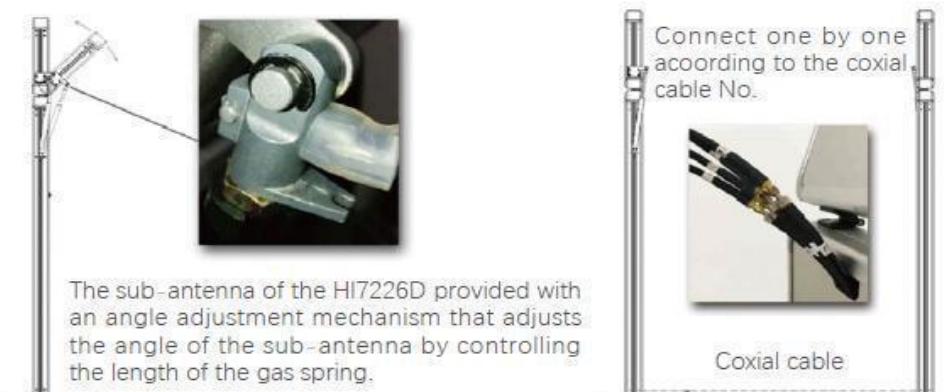 The sub-antenna of the HI7226D provided with
an angle adjustment mechanism that adjusts
the angle of the sub-antenna by controlling
the length of the gas spring.
Connect one by one
acoording to the coxial
cable No.
Coxial cable